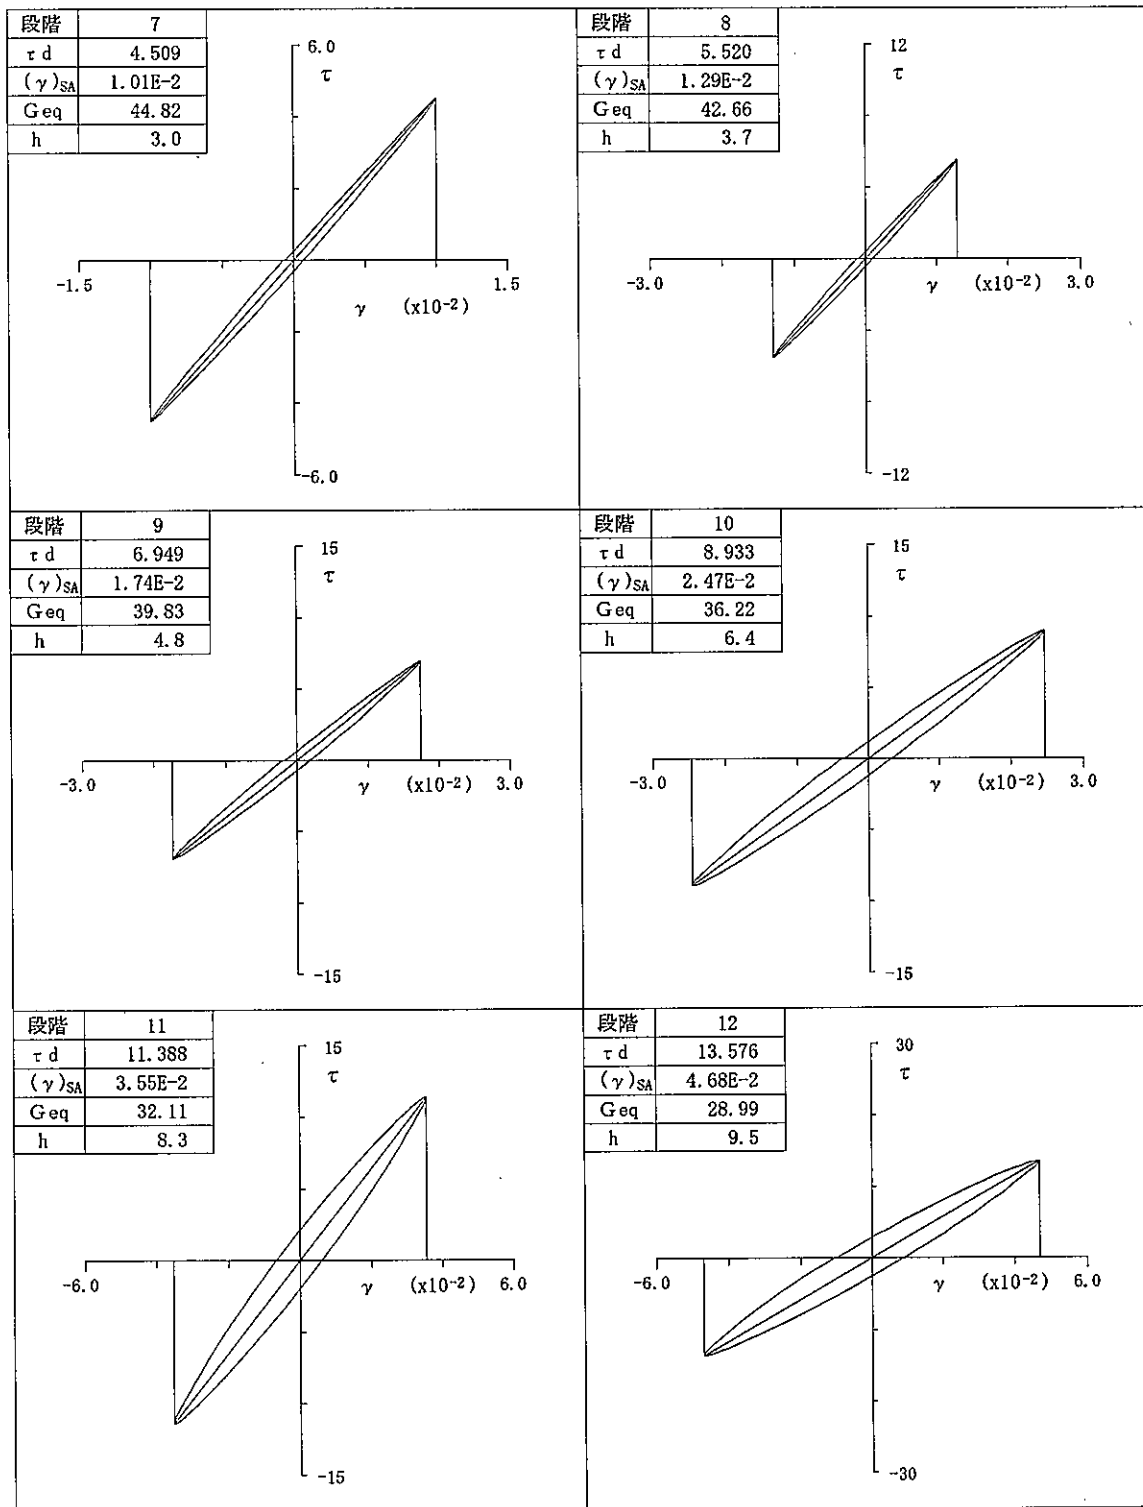 段階 7
τd 4.509
(γ)SA 1.01E-2
Geq 44.82
h 3.0
6.0
τ
-1.5
γ (x10-2)
1.5
-6.0
段階 8
τd 5.520
(γ)SA 1.29E-2
Geq 42.66
h 3.7
12
τ
-3.0
γ (x10-2) 3.0
-12
段階 9
τd 6.949
(γ)SA 1.74E-2
Geq 39.83
h 4.8
15
τ
-3.0
γ (x10-2) 3.0
-15
段階 10
τd 8.933
(γ)SA 2.47E-2
Geq 36.22
h 6.4
15
τ
-3.0
γ (x10-2) 3.0
-15
段階 11
τd 11.388
(γ)SA 3.55E-2
Geq 32.11
h 8.3
15
τ
-6.0
γ (x10-2) 6.0
-15
段階 12
τd 13.576
(γ)SA 4.68E-2
Geq 28.99
h 9.5
30
τ
-6.0
γ (x10-2) 6.0
-30